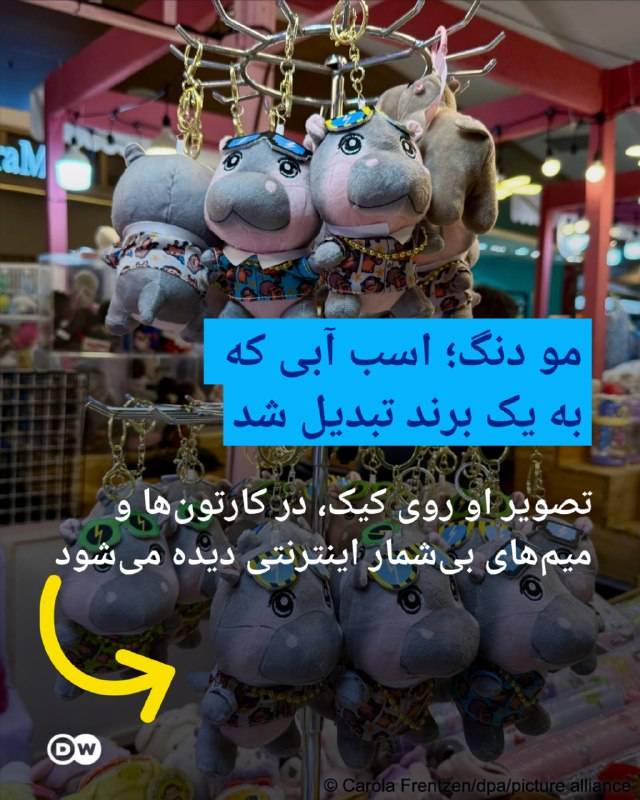 raM
مو دنگ؛ اسب آبی که
به یک برند تبدیل شد
تصویر او روی کیک، در کارتون‌ها و
میم‌های بی‌شمار اینترنتی دیده می‌شود
DW
© Carola Frentzen/dpa/picture alliance